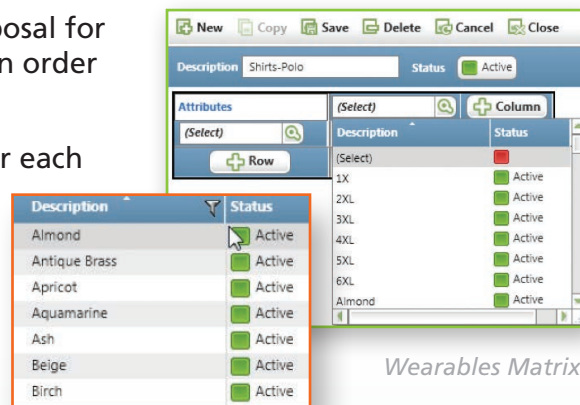 posal for
n order
r each
New Copy Save Delete Cancel Close
Description Shirts-Polo Status Active
Attributes (Select) Column
(Select)
Row
Description Status
(Select)
1X Active
2XL Active
3XL Active
4XL Active
5XL Active
6XL Active
Almond Active
Description Status
Almond Active
Antique Brass Active
Apricot Active
Aquamarine Active
Ash Active
Beige Active
Birch Active
Wearables Matrix